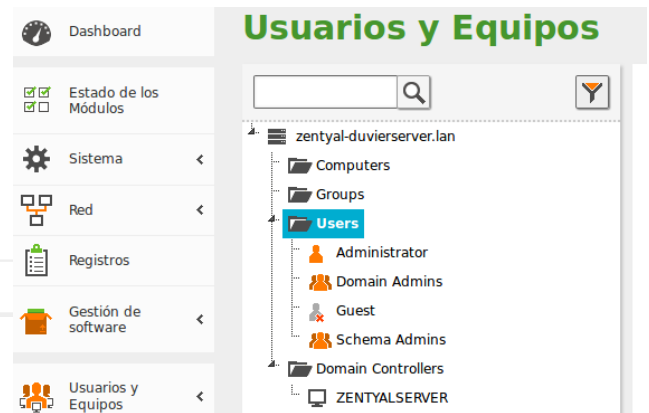 Dashboard
Estado de los
Módulos
Sistema
Red
Registros
Gestión de
software
Usuarios y
Equipos
Usuarios y Equipos
zentyal-duvierserver.lan
Computers
Groups
Users
Administrator
Domain Admins
Guest
Schema Admins
Domain Controllers
ZENTYALSERVER